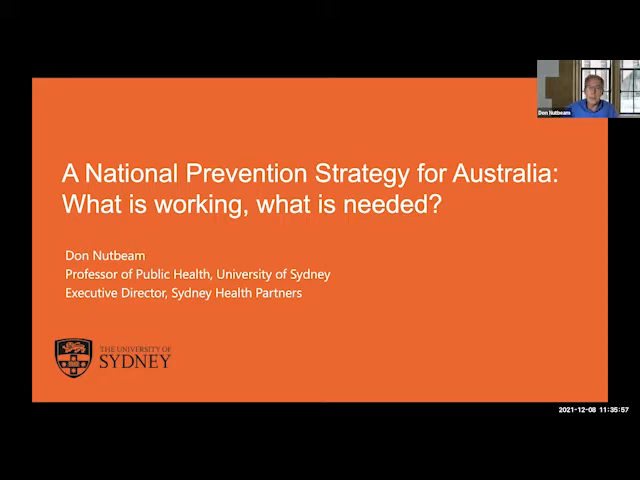 Don Nutbeam
A National Prevention Strategy for Australia:
What is working, what is needed?
Don Nutbeam
Professor of Public Health, University of Sydney
Executive Director, Sydney Health Partners
THE UNIVERSITY OF
SYDNEY
2021-12-08 11:35:57